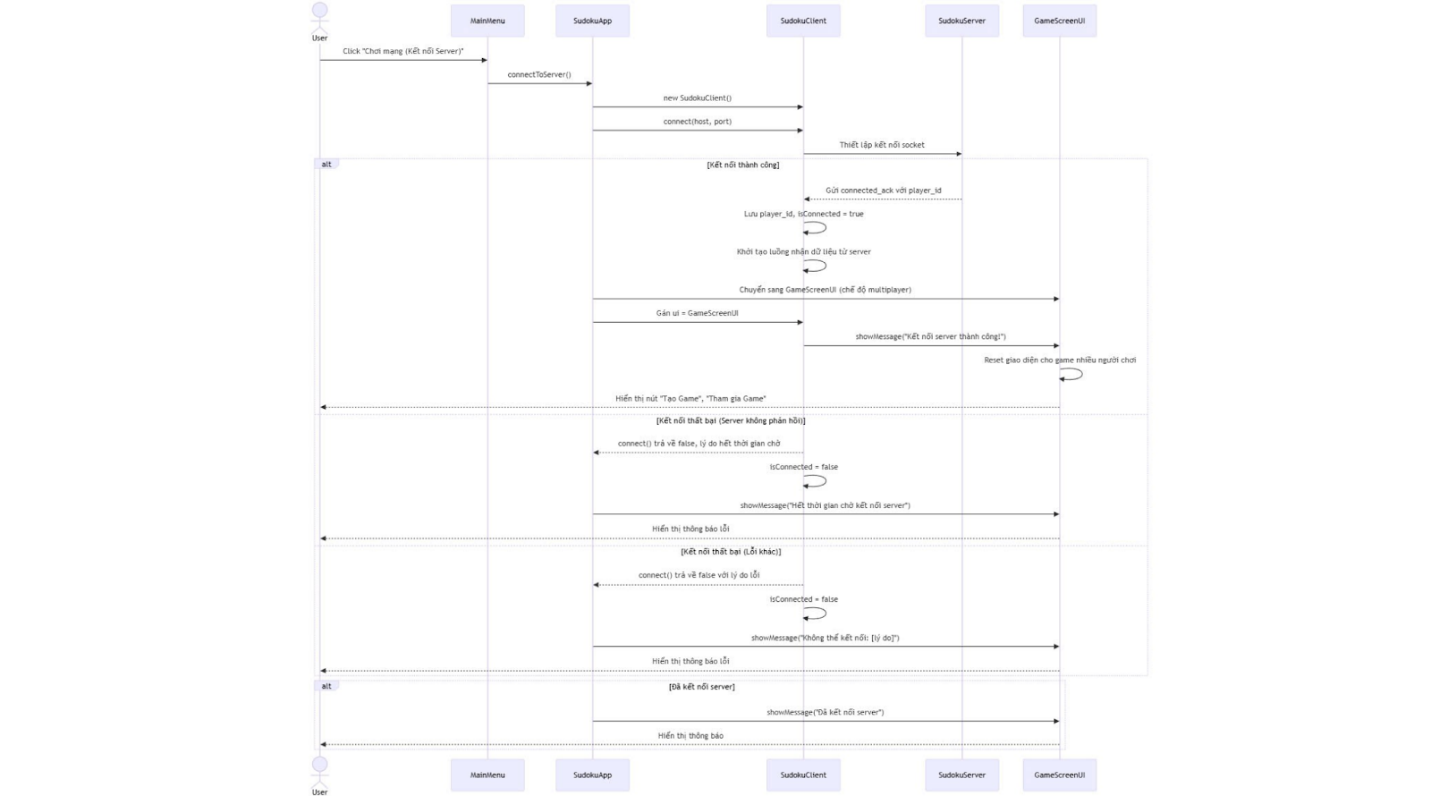 MainMenu
SudokuApp
SudokuClient
SudokuServer
GameScreenUI
User
Click "Chơi mạng (Kết nối Server)"
connectToServer()
new SudokuClient()
connect(host, port)
Thiết lập kết nối socket
alt
[Kết nối thành công]
Gửi connected_ack với player_id
Lưu player_id, isConnected = true
Khởi tạo luồng nhận dữ liệu từ server
Chuyển sang GameScreenUI (chế độ multiplayer)
Gán ui = GameScreenUI
showMessage("Kết nối server thành công!")
Reset giao diện cho game nhiều người chơi
Hiển thị nút "Tạo Game", "Tham gia Game"
[Kết nối thất bại (Server không phản hồi)]
connect() trả về false, lý do hết thời gian chờ
isConnected = false
showMessage("Hết thời gian chờ kết nối server")
Hiển thị thông báo lỗi
[Kết nối thất bại (Lỗi khác)]
connect() trả về false với lý do lỗi
isConnected = false
showMessage("Không thể kết nối: [lý do]")
Hiển thị thông báo lỗi
alt
[Đã kết nối server]
showMessage("Đã kết nối server")
Hiển thị thông báo
MainMenu
SudokuApp
SudokuClient
SudokuServer
GameScreenUI
User